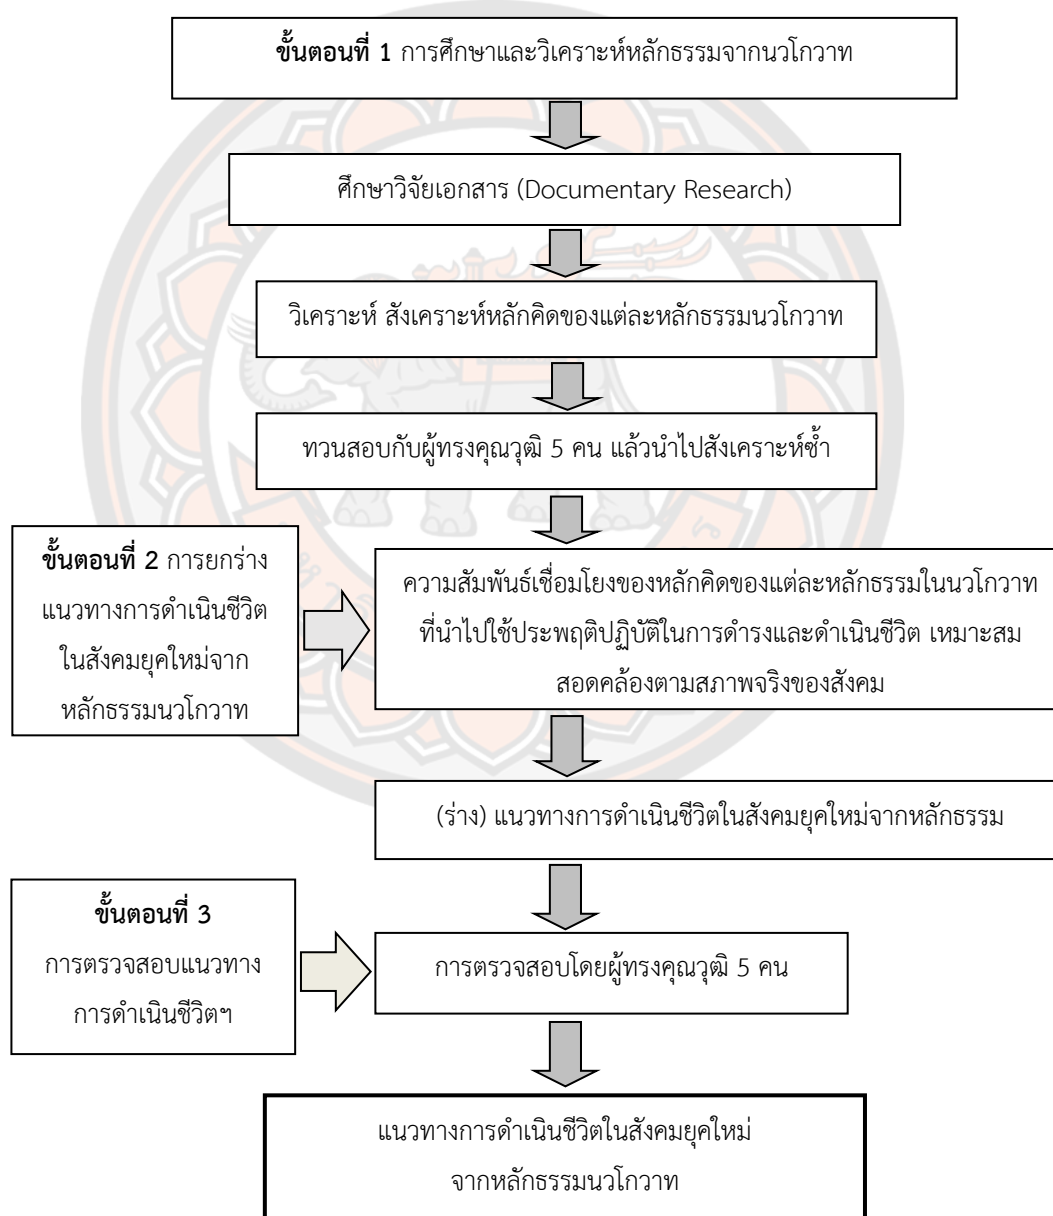 ขั้นตอนที่ 1 การศึกษาและวิเคราะห์หลักธรรมจากนวโกวาท
ศึกษาวิจัยเอกสาร (Documentary Research)
วิเคราะห์ สังเคราะห์หลักคิดของแต่ละหลักธรรมนวโกวาท
ทวนสอบกับผู้ทรงคุณวุฒิ 5 คน แล้วนำไปสังเคราะห์ซ้ำ
ขั้นตอนที่ 2 การยกร่าง
แนวทางการดำเนินชีวิต
ในสังคมยุคใหม่จาก
หลักธรรมนวโกวาท
ความสัมพันธ์เชื่อมโยงของหลักคิดของแต่ละหลักธรรมในนวโกวาท
ที่นำไปใช้ประพฤติปฏิบัติในการดำรงและดำเนินชีวิต เหมาะสม
สอดคล้องตามสภาพจริงของสังคม
(ร่าง) แนวทางการดำเนินชีวิตในสังคมยุคใหม่จากหลักธรรม
ขั้นตอนที่ 3
การตรวจสอบแนวทาง
การดำเนินชีวิตฯ
การตรวจสอบโดยผู้ทรงคุณวุฒิ 5 คน
แนวทางการดำเนินชีวิตในสังคมยุคใหม่
จากหลักธรรมนวโกวาท